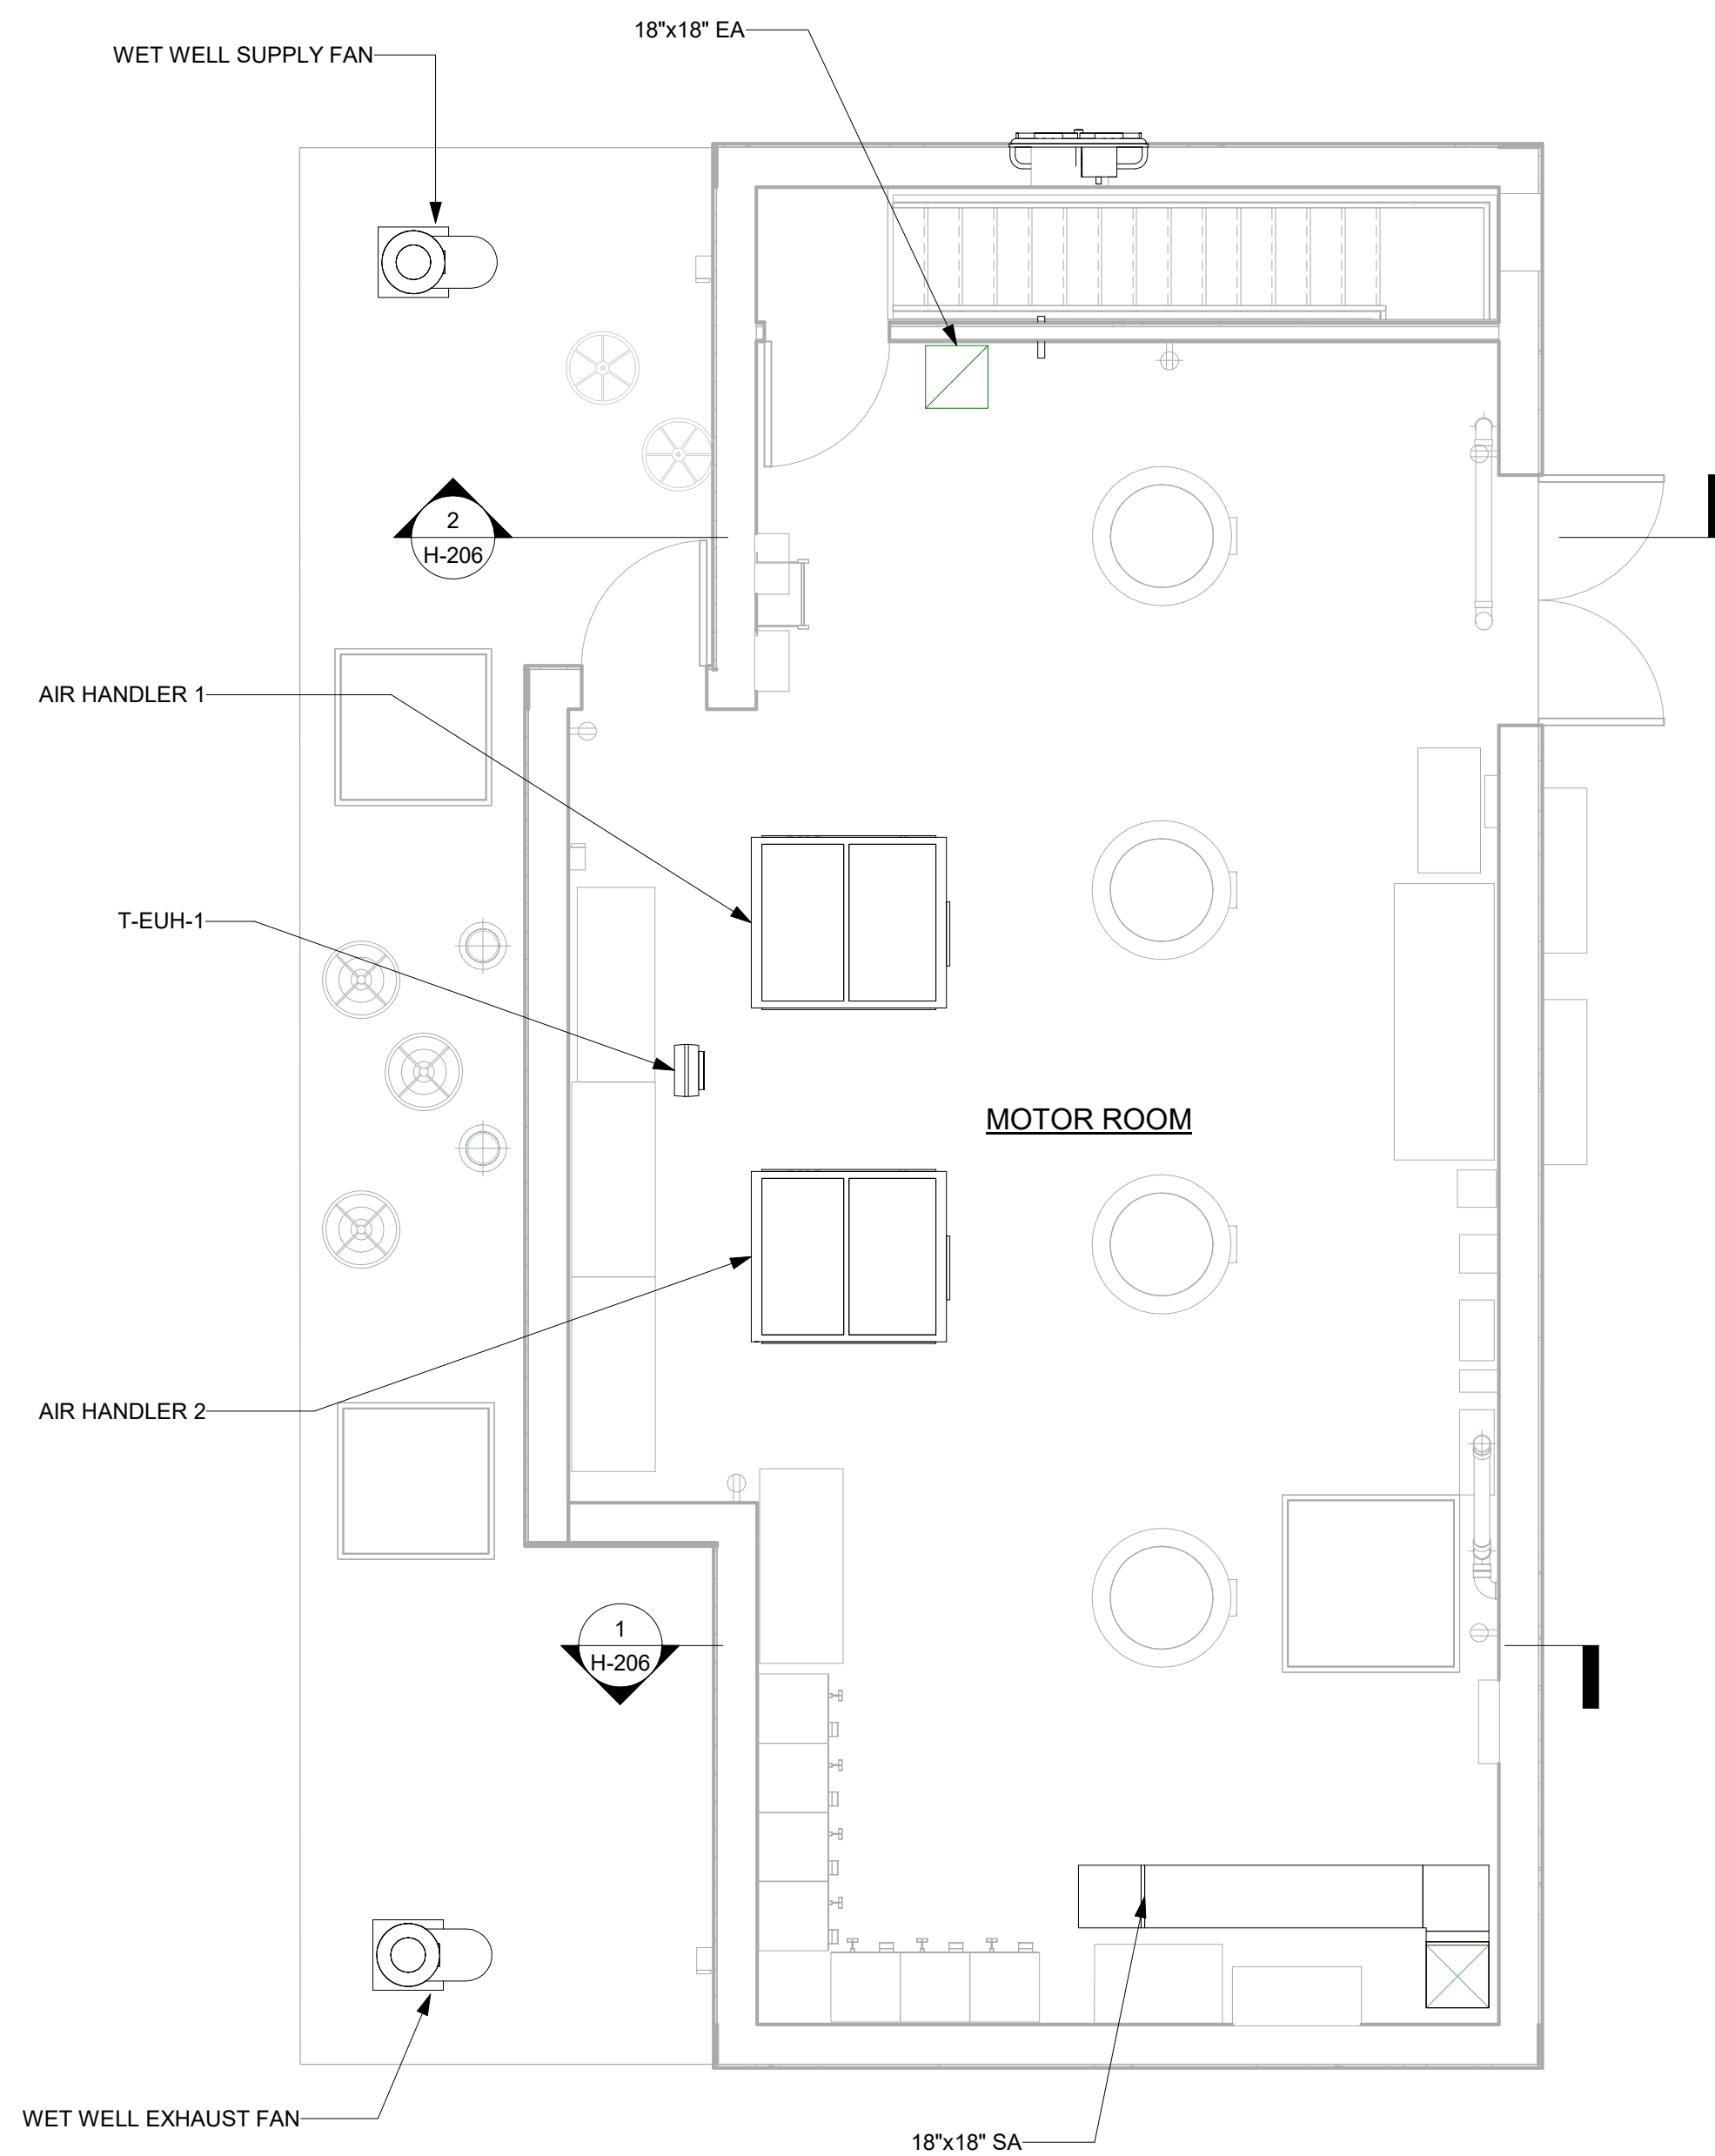 18"x18" EA
WET WELL SUPPLY FAN
2
H-206
AIR HANDLER 1
T-EUH-1
MOTOR ROOM
AIR HANDLER 2
1
H-206
WET WELL EXHAUST FAN
18"x18" SA